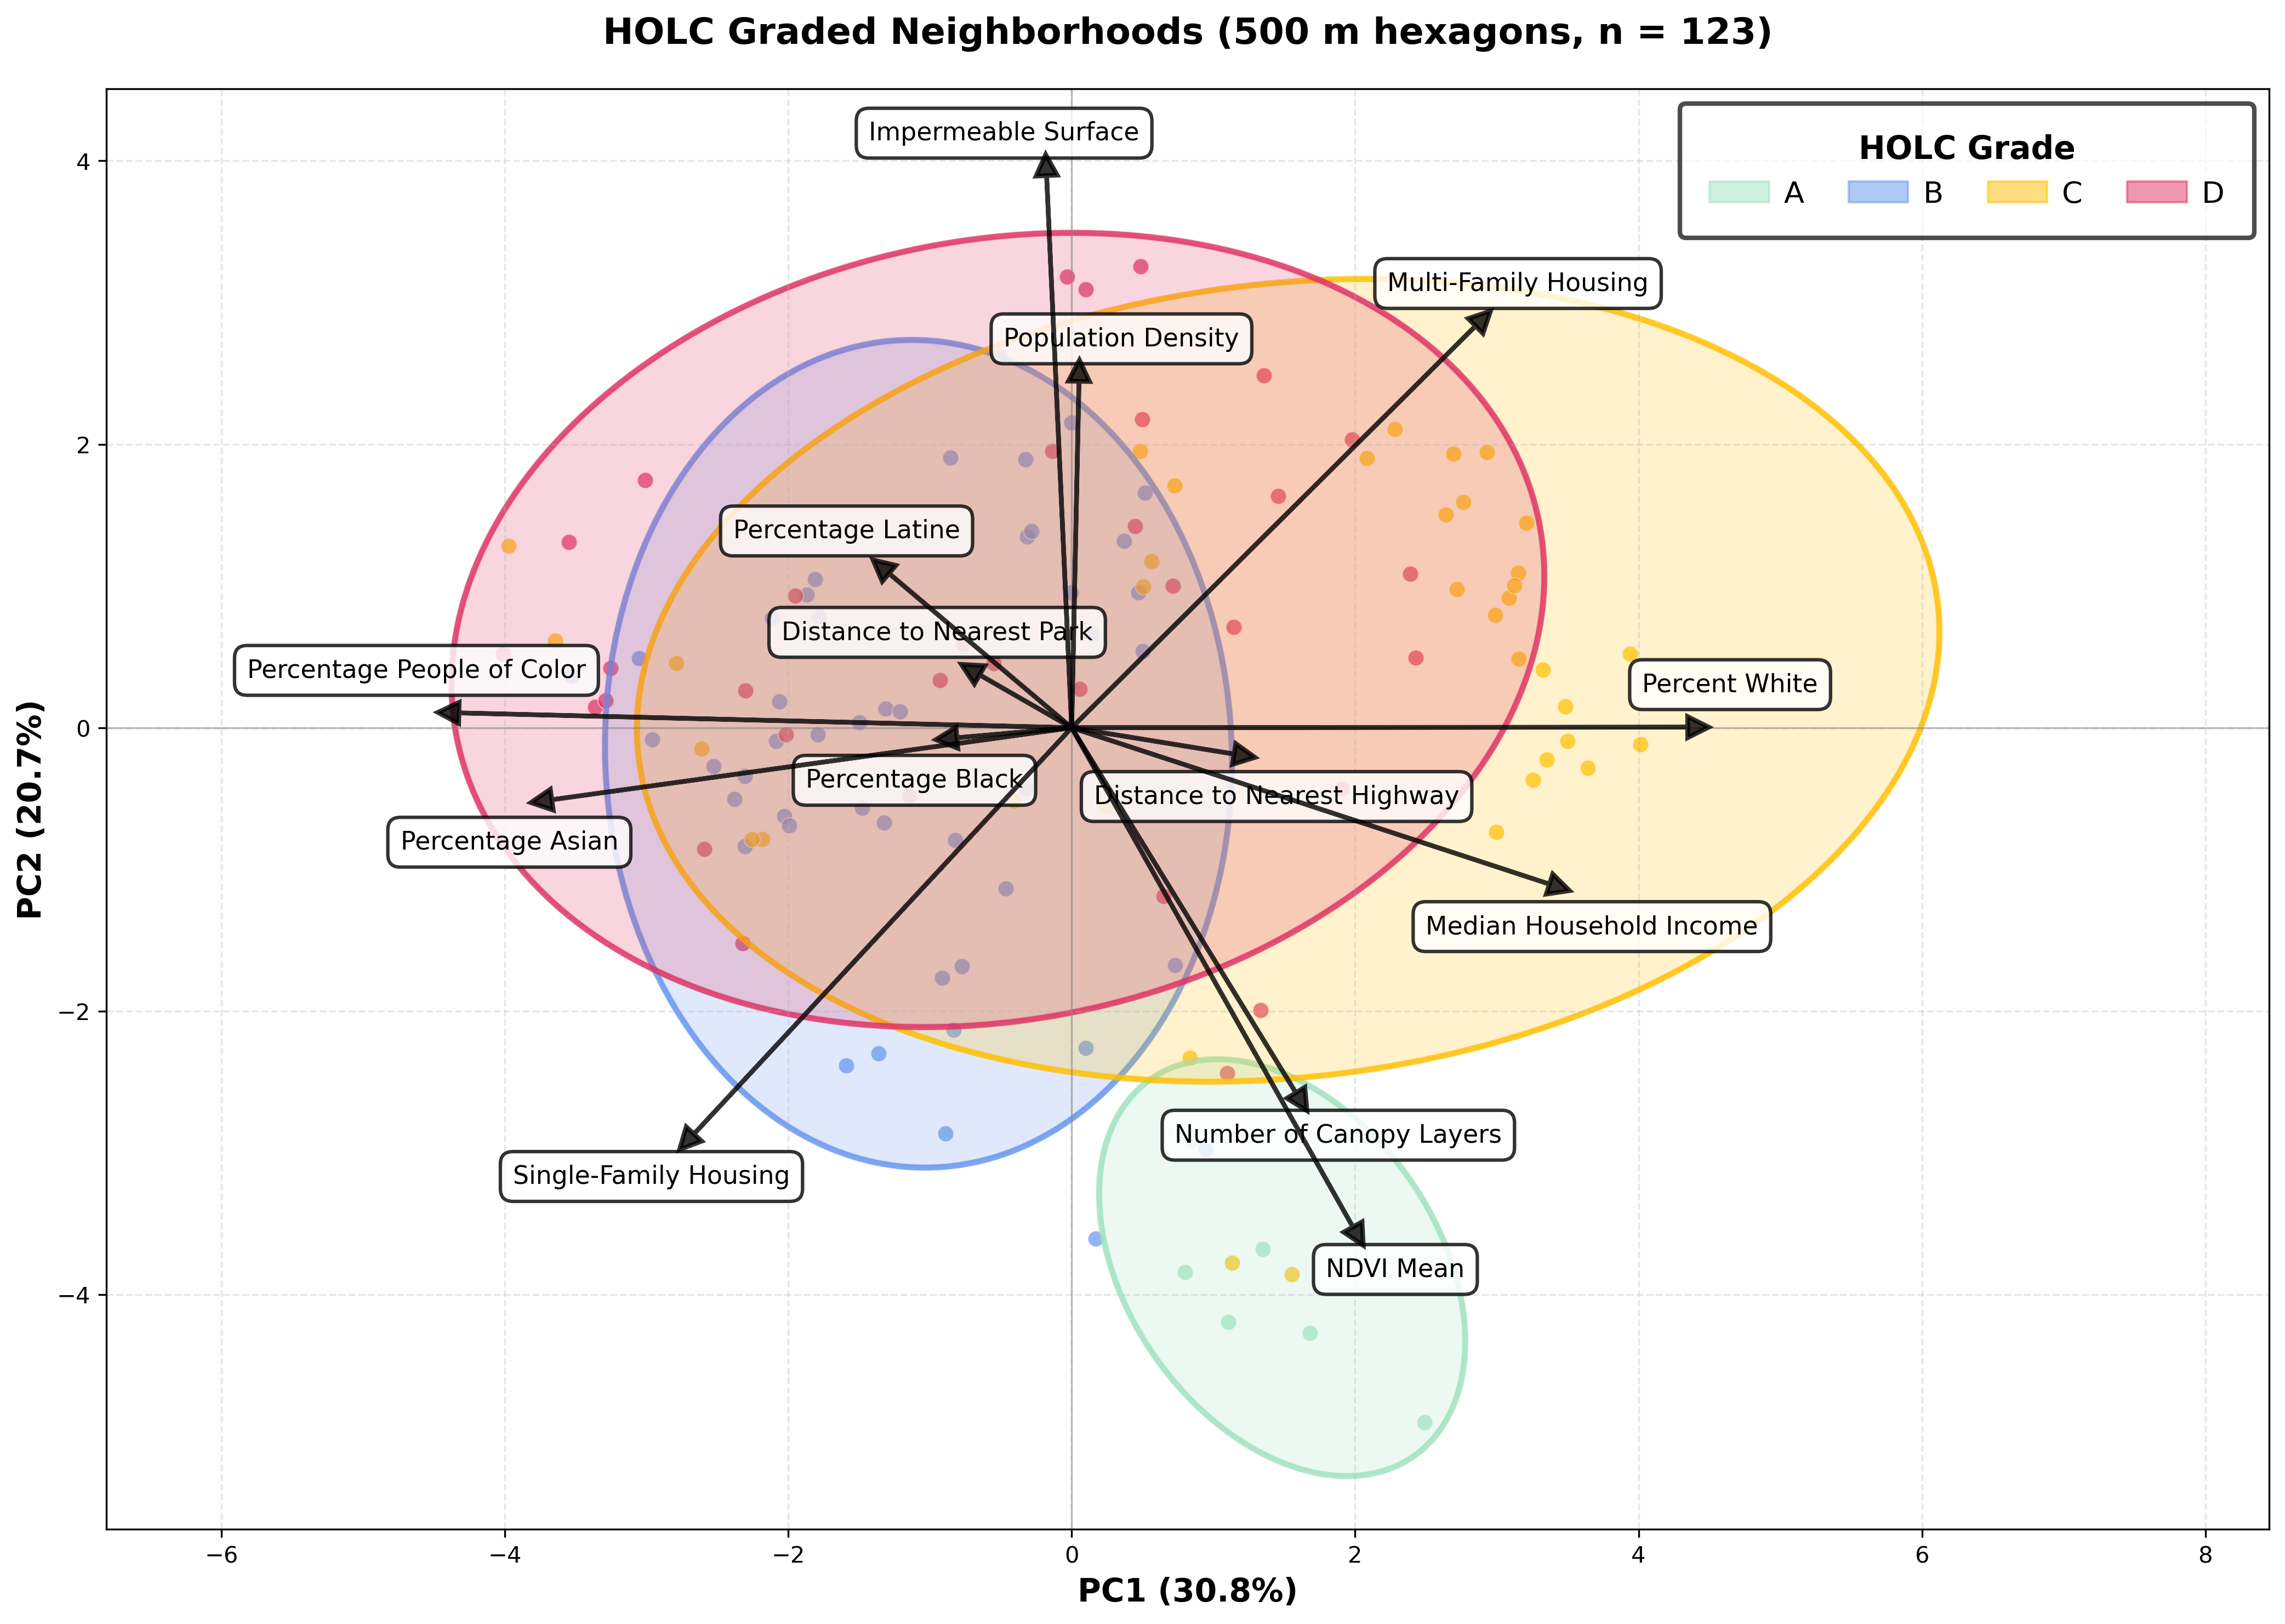 HOLC Graded Neighborhoods (500 m hexagons, n = 123)
HOLC Grade
A B C D
Impermeable Surface
Multi-Family Housing
Population Density
Percentage Latine
Distance to Nearest Park
Percentage People of Color
Percent White
Percentage Black
Distance to Nearest Highway
Percentage Asian
Median Household Income
Number of Canopy Layers
Single-Family Housing
NDVI Mean
4
2
0
−2
−4
PC2 (20.7%)
−6 −4 −2 0 2 4 6 8
PC1 (30.8%)